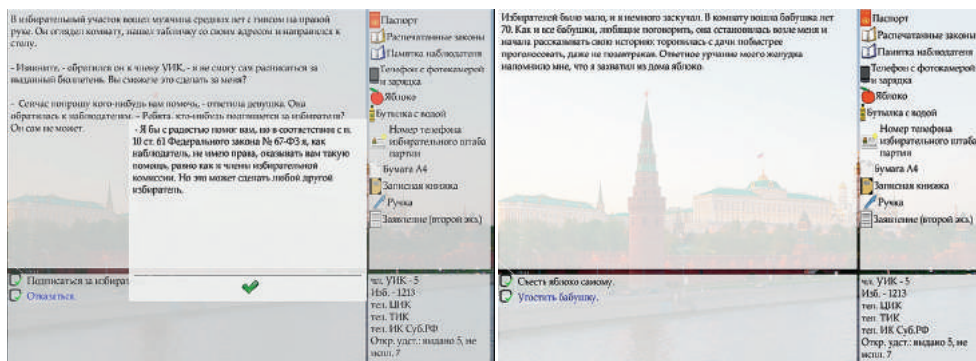 В избирательный участок вошел мужчина средних лет с гипсом на правой
руке. Он оглядел комнату, нашел табличку со своим адресом и направился к
столу.
- Извините, - обратился он к члену УИК, - я не смогу сам расписаться за
выданный бюллетень. Вы сможете это сделать за меня?
- Сейчас попрошу кого-нибудь вам помочь, - ответила девушка. Она
обратилась к наблюдателям. - Ребята, кто-нибудь подпишется за избирателя?
Он сам не может.
- Я бы с радостью помог вам, но в соответствие с п.
10 ст. 61 Федерального закона № 67-ФЗ я, как
наблюдатель, не имею права, оказывать вам такую
помощь, равно как и члены избирательной
комиссии. Но это может сделать любой другой
избиратель.
Подписаться за избират
Отказаться.
Паспорт
Распечатанные законы
Памятка наблюдателя
Телефон с фотокамерой
и зарядка
Яблоко
Бутылка с водой
Номер телефона
избирательного штаба
партии
Бумага А4
Записная книжка
Ручка
Заявление (второй экз.)
чл. УИК - 5
Изб. - 1213
тел. ЦИК
тел. ТИК
тел. ИК Суб.РФ
Откр. удст.: выдано 5, не
испл. 7
Избирателей было мало, и я немного заскучал. В комнату вошла бабушка лет
70. Как и все бабушки, любящие поговорить, она остановилась возле меня и
начала рассказывать свою историю: торопилась с дачи побыстрее
проголосовать, даже не позавтракав. Ответное урчание моего желудка
напомнило мне, что я захватил из дома яблоко.
Съесть яблоко самому.
Угостить бабушку.
Паспорт
Распечатанные законы
Памятка наблюдателя
Телефон с фотокамерой
и зарядка
Яблоко
Бутылка с водой
Номер телефона
избирательного штаба
партии
Бумага А4
Записная книжка
Ручка
Заявление (второй экз.)
чл. УИК - 5
Изб. - 1213
тел. ЦИК
тел. ТИК
тел. ИК Суб.РФ
Откр. удст.: выдано 5, не
испл. 7